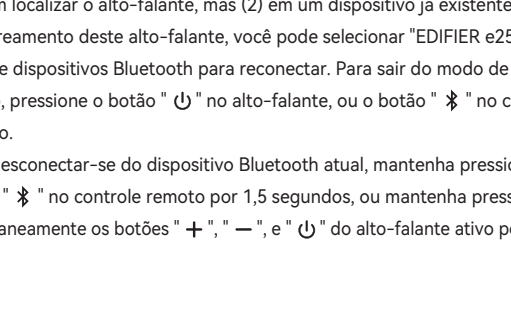 localizar o alto-falante, mas (2) em um dispositivo já existente
reamento deste alto-falante, você pode selecionar "EDIFIER e25
e dispositivos Bluetooth para reconectar. Para sair do modo de
, pressione o botão " ⏻ " no alto-falante, ou o botão " " no c
o.
esconectar-se do dispositivo Bluetooth atual, mantenha pressi
" " no controle remoto por 1,5 segundos, ou mantenha press
aneamente os botões " + ", " − ", e " ⏻ " do alto-falante ativo p